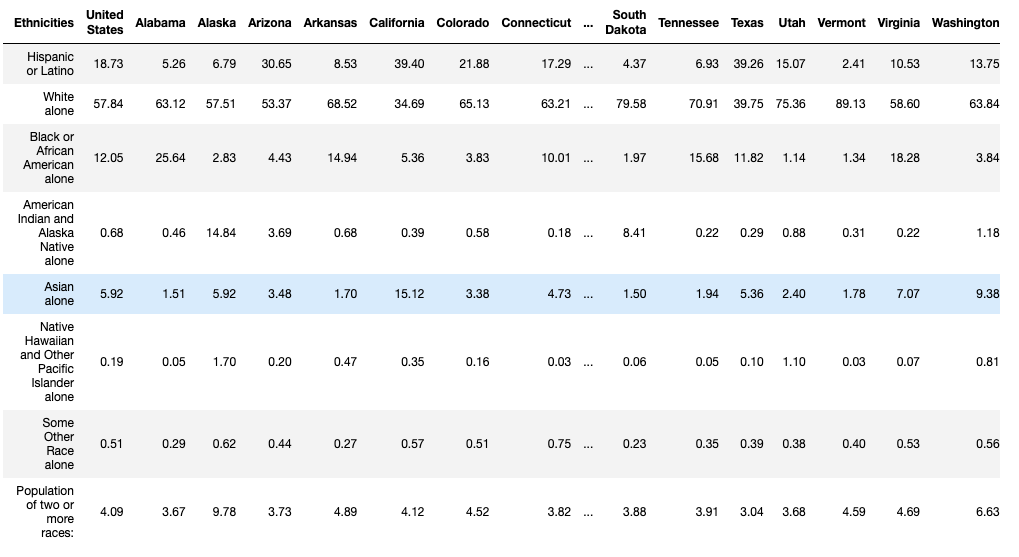 Ethnicities United States Alabama Alaska Arizona Arkansas California Colorado Connecticut ... South Dakota Tennessee Texas Utah Vermont Virginia Washington
Hispanic or Latino 18.73 5.26 6.79 30.65 8.53 39.40 21.88 17.29 ... 4.37 6.93 39.26 15.07 2.41 10.53 13.75
White alone 57.84 63.12 57.51 53.37 68.52 34.69 65.13 63.21 ... 79.58 70.91 39.75 75.36 89.13 58.60 63.84
Black or African American alone 12.05 25.64 2.83 4.43 14.94 5.36 3.83 10.01 ... 1.97 15.68 11.82 1.14 1.34 18.28 3.84
American Indian and Alaska Native alone 0.68 0.46 14.84 3.69 0.68 0.39 0.58 0.18 ... 8.41 0.22 0.29 0.88 0.31 0.22 1.18
Asian alone 5.92 1.51 5.92 3.48 1.70 15.12 3.38 4.73 ... 1.50 1.94 5.36 2.40 1.78 7.07 9.38
Native Hawaiian and Other Pacific Islander alone 0.19 0.05 1.70 0.20 0.47 0.35 0.16 0.03 ... 0.06 0.05 0.10 1.10 0.03 0.07 0.81
Some Other Race alone 0.51 0.29 0.62 0.44 0.27 0.57 0.51 0.75 ... 0.23 0.35 0.39 0.38 0.40 0.53 0.56
Population of two or more races: 4.09 3.67 9.78 3.73 4.89 4.12 4.52 3.82 ... 3.88 3.91 3.04 3.68 4.59 4.69 6.63